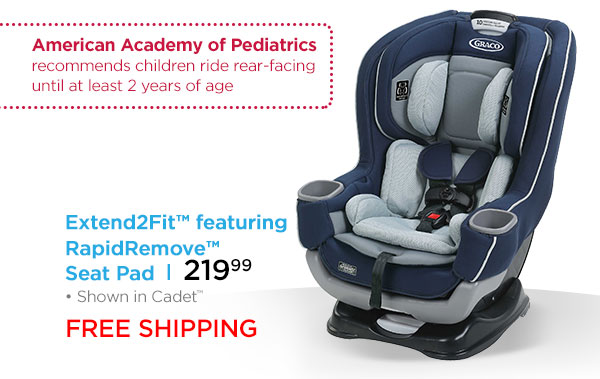 American Academy of Pediatrics
recommends children ride rear-facing
until at least 2 years of age
GRACO
Extend2Fit™ featuring
RapidRemove™
Seat Pad | 219⁹⁹
• Shown in Cadet™
FREE SHIPPING